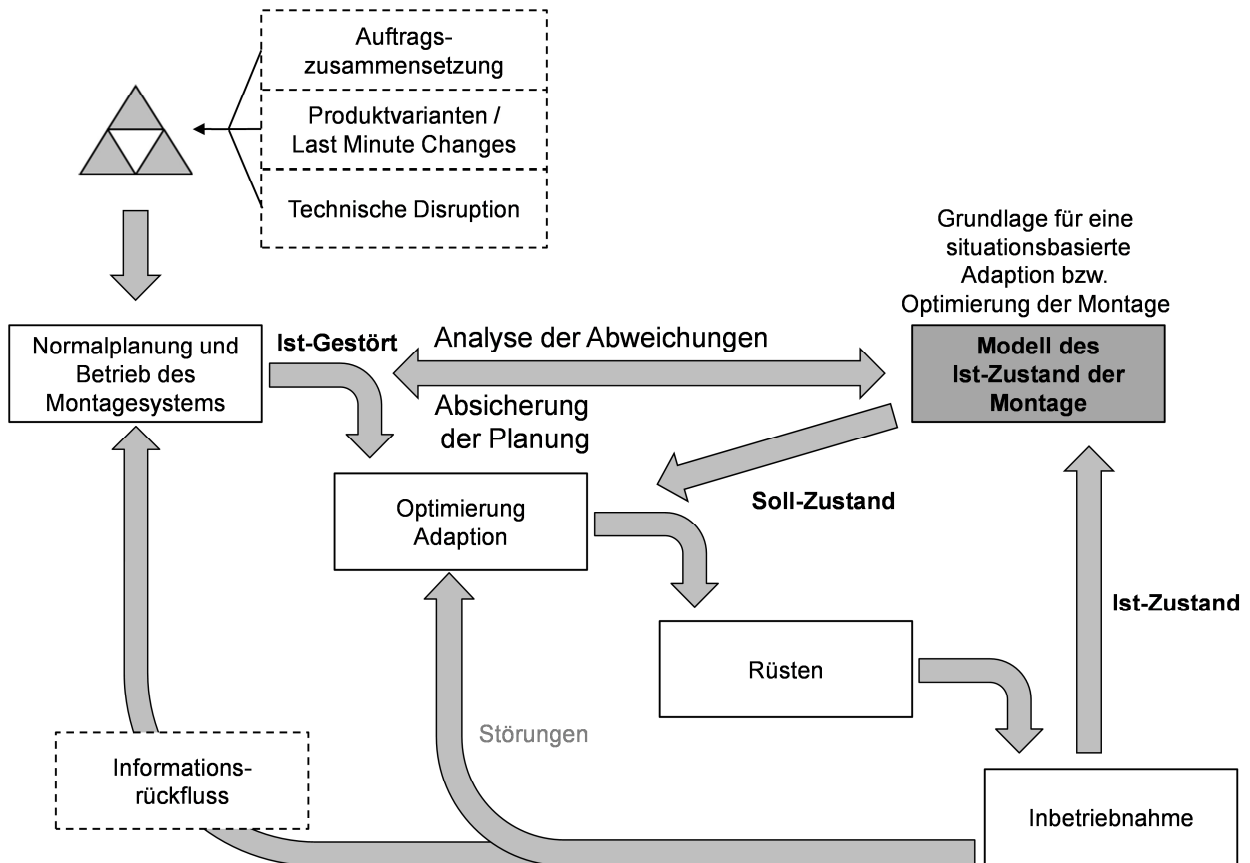 Auftrags-
zusammensetzung
Produktvarianten /
Last Minute Changes
Technische Disruption
Grundlage für eine
situationsbasierte
Adaption bzw.
Optimierung der Montage
Normalplanung und
Betrieb des
Montagesystems
Ist-Gestört
Analyse der Abweichungen
Absicherung
der Planung
Modell des
Ist-Zustand der
Montage
Optimierung
Adaption
Soll-Zustand
Ist-Zustand
Rüsten
Störungen
Informations-
rückfluss
Inbetriebnahme